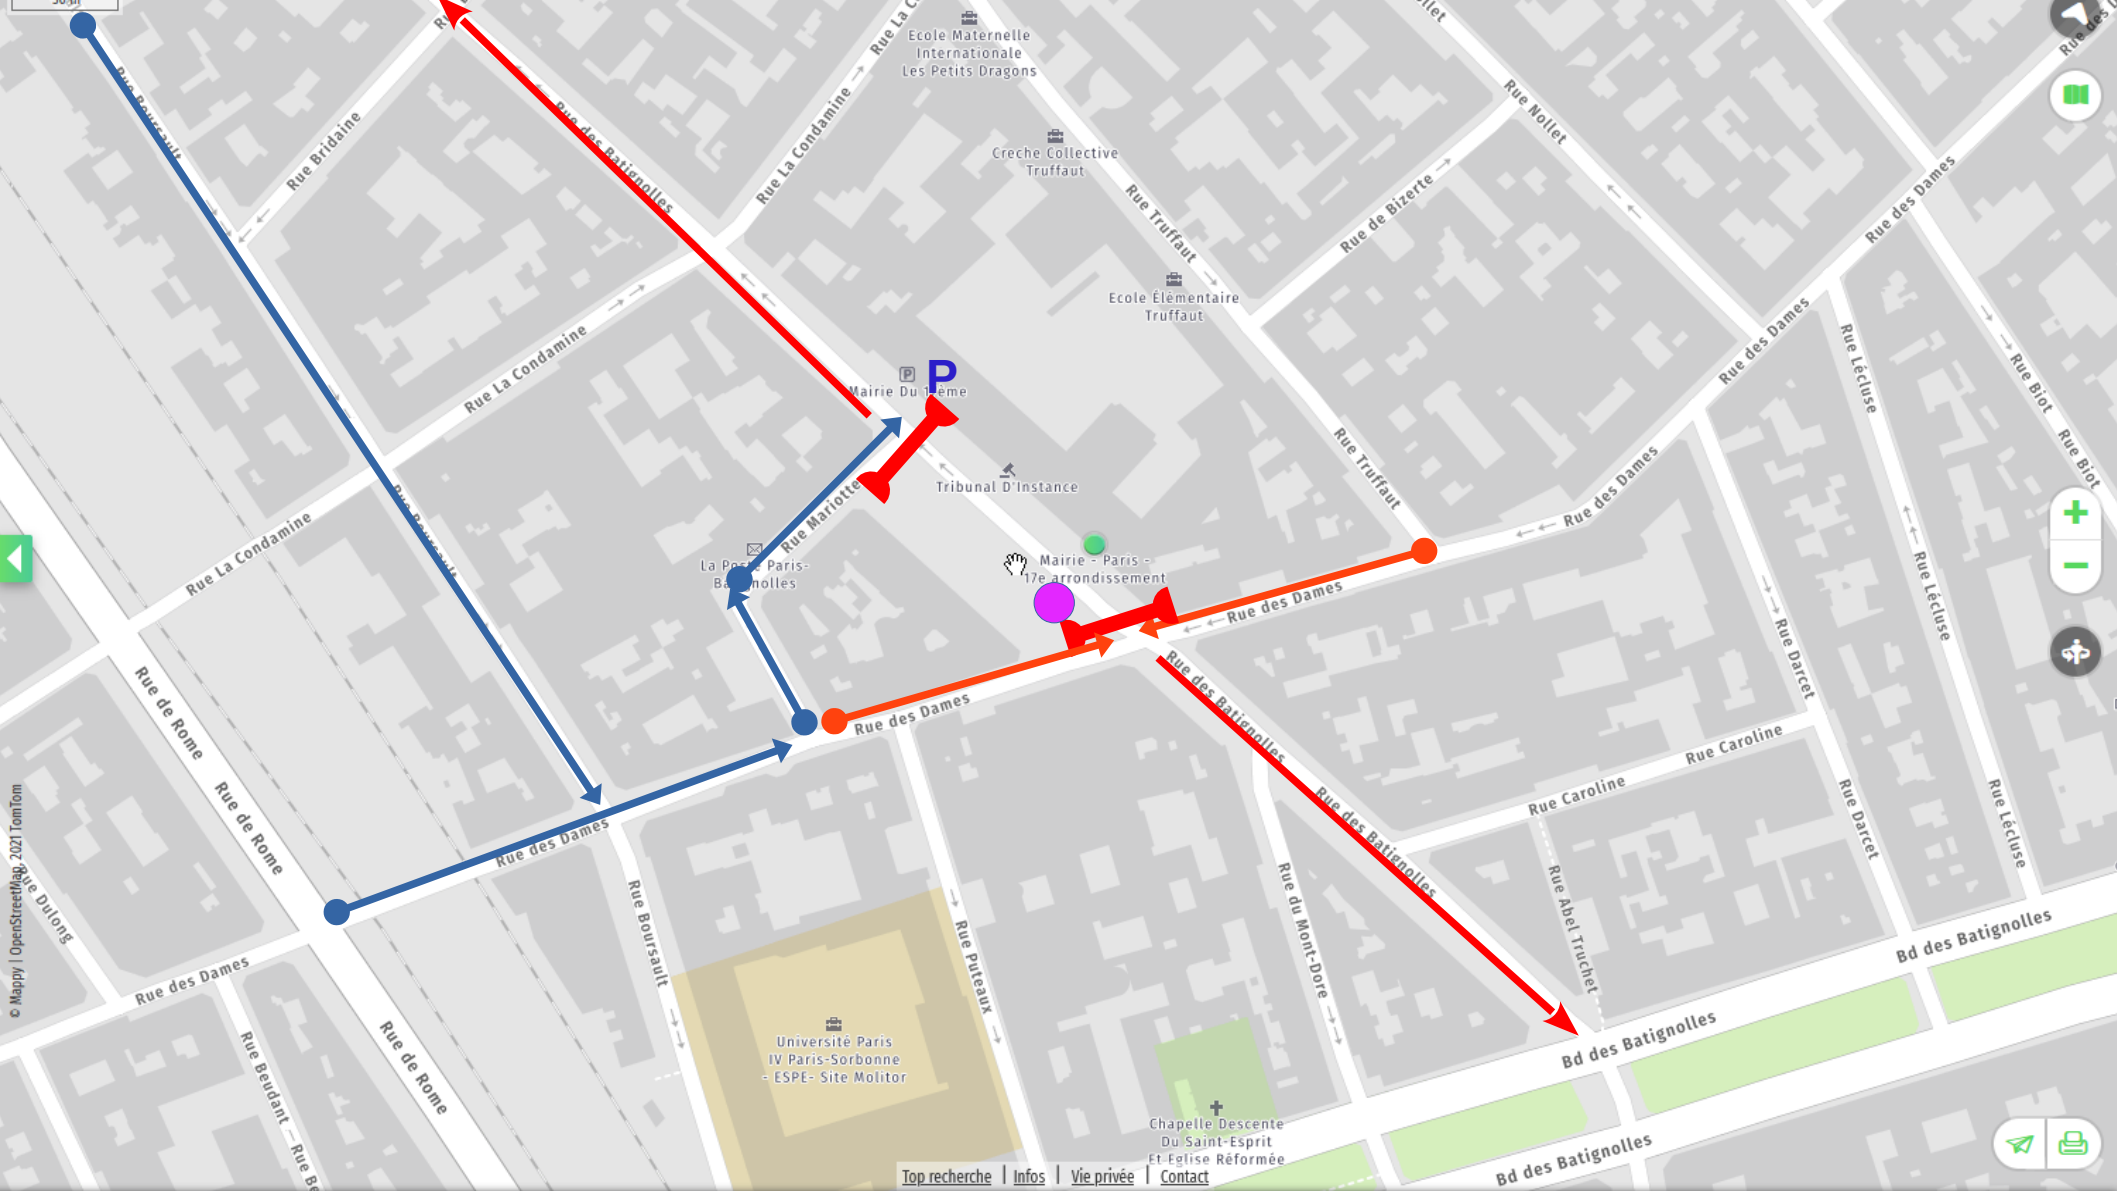 50 m
Rue Boursault
Rue Bridaine
Rue des Batignolles
Rue La Condamine
Rue La C
Ecole Maternelle
Internationale
Les Petits Dragons
Creche Collective
Truffaut
Rue Truffaut
Rue Nollet
Rue de Bizerte
Rue des Dames
Ecole Élémentaire
Truffaut
Rue des Dames
Rue Lécluse
Rue Biot
Rue Biot
Rue La Condamine
P
P
Mairie Du 17ème
Rue Truffaut
Rue des Dames
Tribunal D'Instance
Rue Mariotte
Rue Boursault
Rue La Condamine
La Poste Paris-
Batignolles
Mairie - Paris -
17e arrondissement
Rue des Dames
Rue Lécluse
Rue Darcet
Rue de Rome
Rue des Dames
Rue des Batignolles
Rue Caroline
Rue Caroline
Rue de Rome
Rue des Dames
Rue des Batignolles
Rue Darcet
Rue Lécluse
Rue Dulong
Rue Boursault
Rue Puteaux
Rue du Mont-Dore
Rue Abel Truchet
Bd des Batignolles
Rue des Dames
Bd des Batignolles
Université Paris
IV Paris-Sorbonne
- ESPE- Site Molitor
Rue de Rome
Rue Beudant
Rue Be
Chapelle Descente
Du Saint-Esprit
Et Eglise Réformée
Bd des Batignolles
© Mappy | OpenStreetMap, 2021 TomTom
Top recherche | Infos | Vie privée | Contact